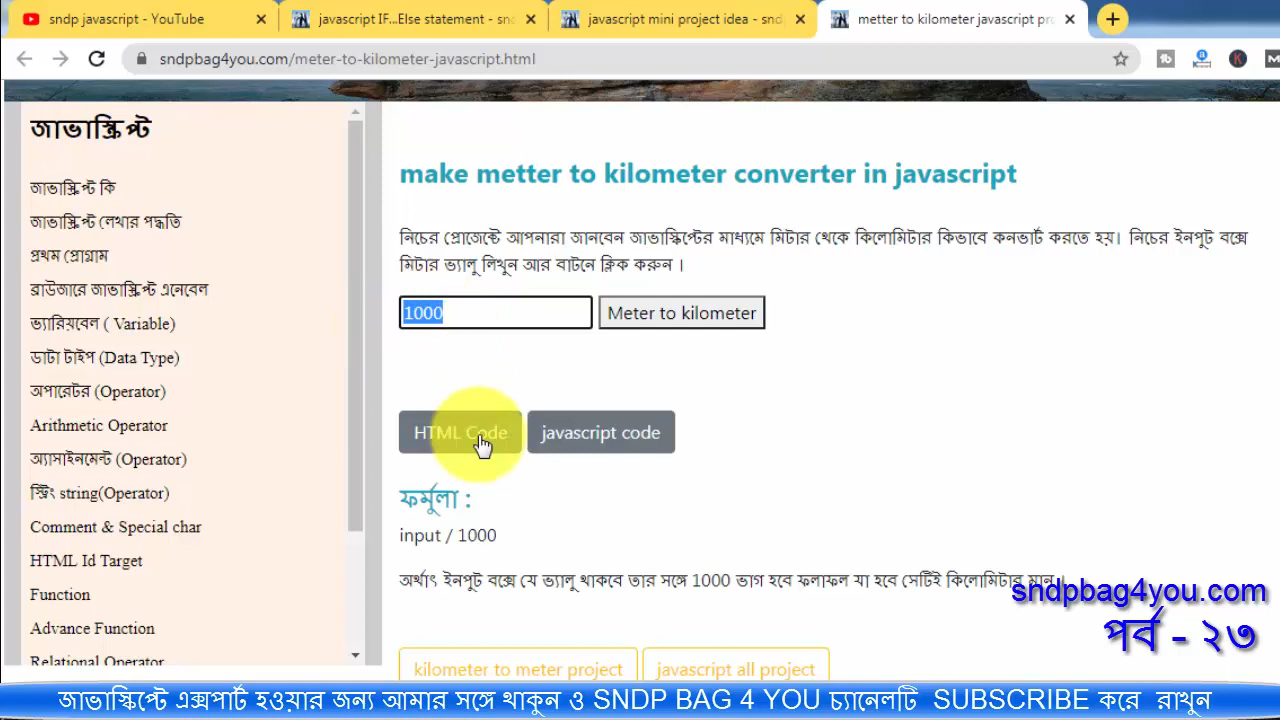 sndp javascript - YouTube
javascript IF...Else statement - sn
javascript mini project idea - snd
metter to kilometer javascript pr
sndpbag4you.com/meter-to-kilometer-javascript.html
জাভাস্ক্রিপ্ট
জাভাস্ক্রিপ্ট কি
জাভাস্ক্রিপ্ট লেখার পদ্ধতি
প্রথম প্রোগ্রাম
ব্রাউজারে জাভাস্ক্রিপ্ট এনেবেল
ভ্যারিয়বেল ( Variable)
ডাটা টাইপ (Data Type)
অপারেটর (Operator)
Arithmetic Operator
অ্যাসাইনমেন্ট (Operator)
স্ট্রিং string(Operator)
Comment & Special char
HTML Id Target
Function
Advance Function
Relational Operator
make metter to kilometer converter in javascript
নিচের প্রোজেক্টে আপনারা জানবেন জাভাস্ক্রিপ্টের মাধ্যমে মিটার থেকে কিলোমিটার কিভাবে কনভার্ট করতে হয়। নিচের ইনপুট বক্সে
মিটার ভ্যালু লিখুন আর বাটনে ক্লিক করুন ।
1000 Meter to kilometer
HTML Code javascript code
ফর্মুলা :
input / 1000
অর্থাৎ ইনপুট বক্সে যে ভ্যালু থাকবে তার সঙ্গে 1000 ভাগ হবে ফলাফল যা হবে সেটিই কিলোমিটার মান ।
sndpbag4you.com
পর্ব - ২৩
kilometer to meter project javascript all project
জাভাস্ক্রিপ্টে এক্সপার্ট হওয়ার জন্য আমার সঙ্গে থাকুন ও SNDP BAG 4 YOU চ্যানেলটি SUBSCRIBE করে রাখুন